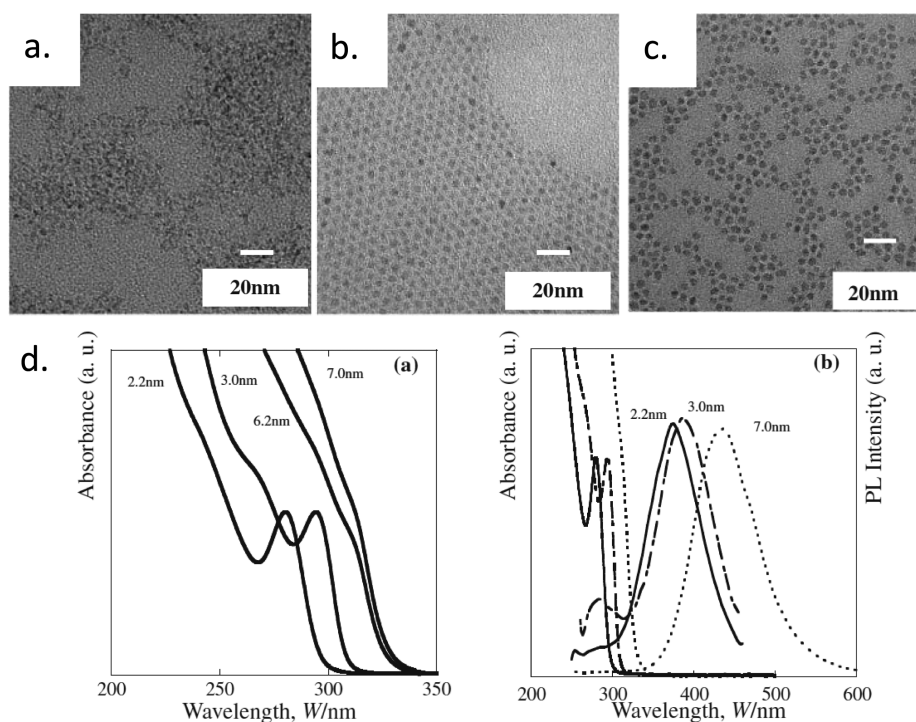 a.
b.
c.
20nm
20nm
20nm
d.
(a)
Absorbance (a. u.)
2.2nm
3.0nm
6.2nm
7.0nm
200
250
300
350
Wavelength, W/nm
(b)
Absorbance (a. u.)
PL Intensity (a. u.)
2.2nm
3.0nm
7.0nm
200
300
400
500
600
Wavelength, W/nm